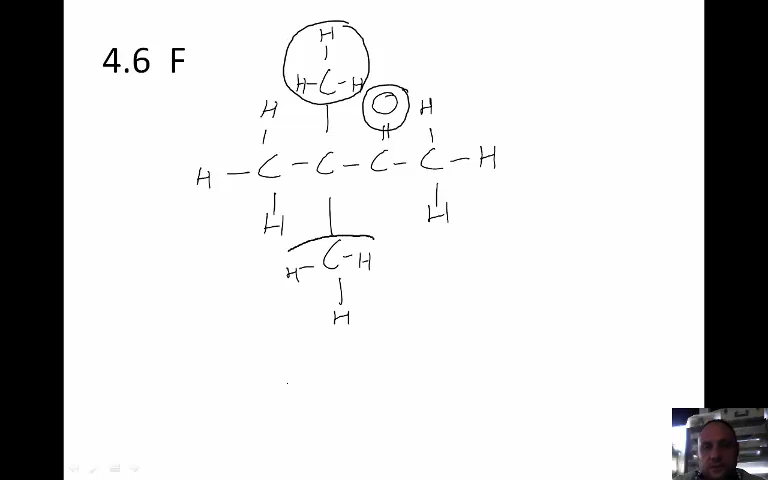 4.6 F
H
H-C-H
H O H
H - C - C - C - C - H
H H
H-C-H
H